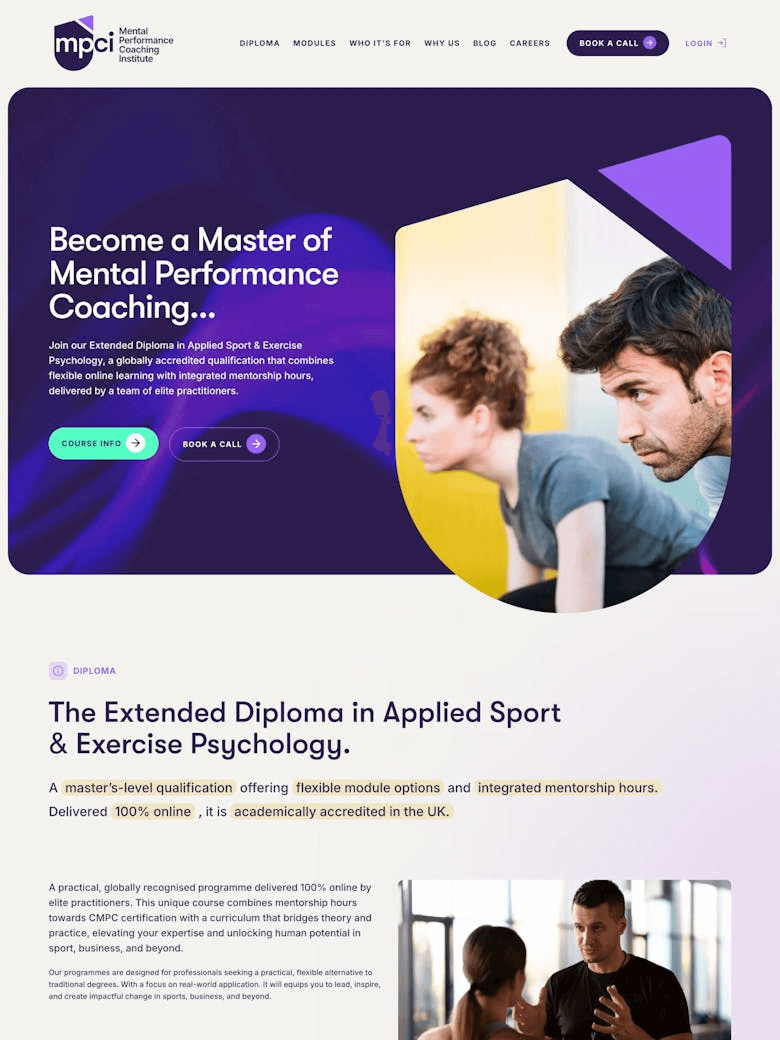 mpci
Mental
Performance
Coaching
Institute
DIPLOMA
MODULES
WHO IT'S FOR
WHY US
BLOG
CAREERS
BOOK A CALL
LOGIN
Become a Master of
Mental Performance
Coaching...
Join our Extended Diploma in Applied Sport & Exercise
Psychology, a globally accredited qualification that combines
flexible online learning with integrated mentorship hours,
delivered by a team of elite practitioners.
COURSE INFO
BOOK A CALL
DIPLOMA
The Extended Diploma in Applied Sport
& Exercise Psychology.
A master's-level qualification offering flexible module options and integrated mentorship hours.
Delivered 100% online , it is academically accredited in the UK.
A practical, globally recognised programme delivered 100% online by
elite practitioners. This unique course combines mentorship hours
towards CMPC certification with a curriculum that bridges theory and
practice, elevating your expertise and unlocking human potential in
sport, business, and beyond.
Our programmes are designed for professionals seeking a practical, flexible alternative to
traditional degrees. With a focus on real-world application. It will equips you to lead, inspire,
and create impactful change in sports, business, and beyond.